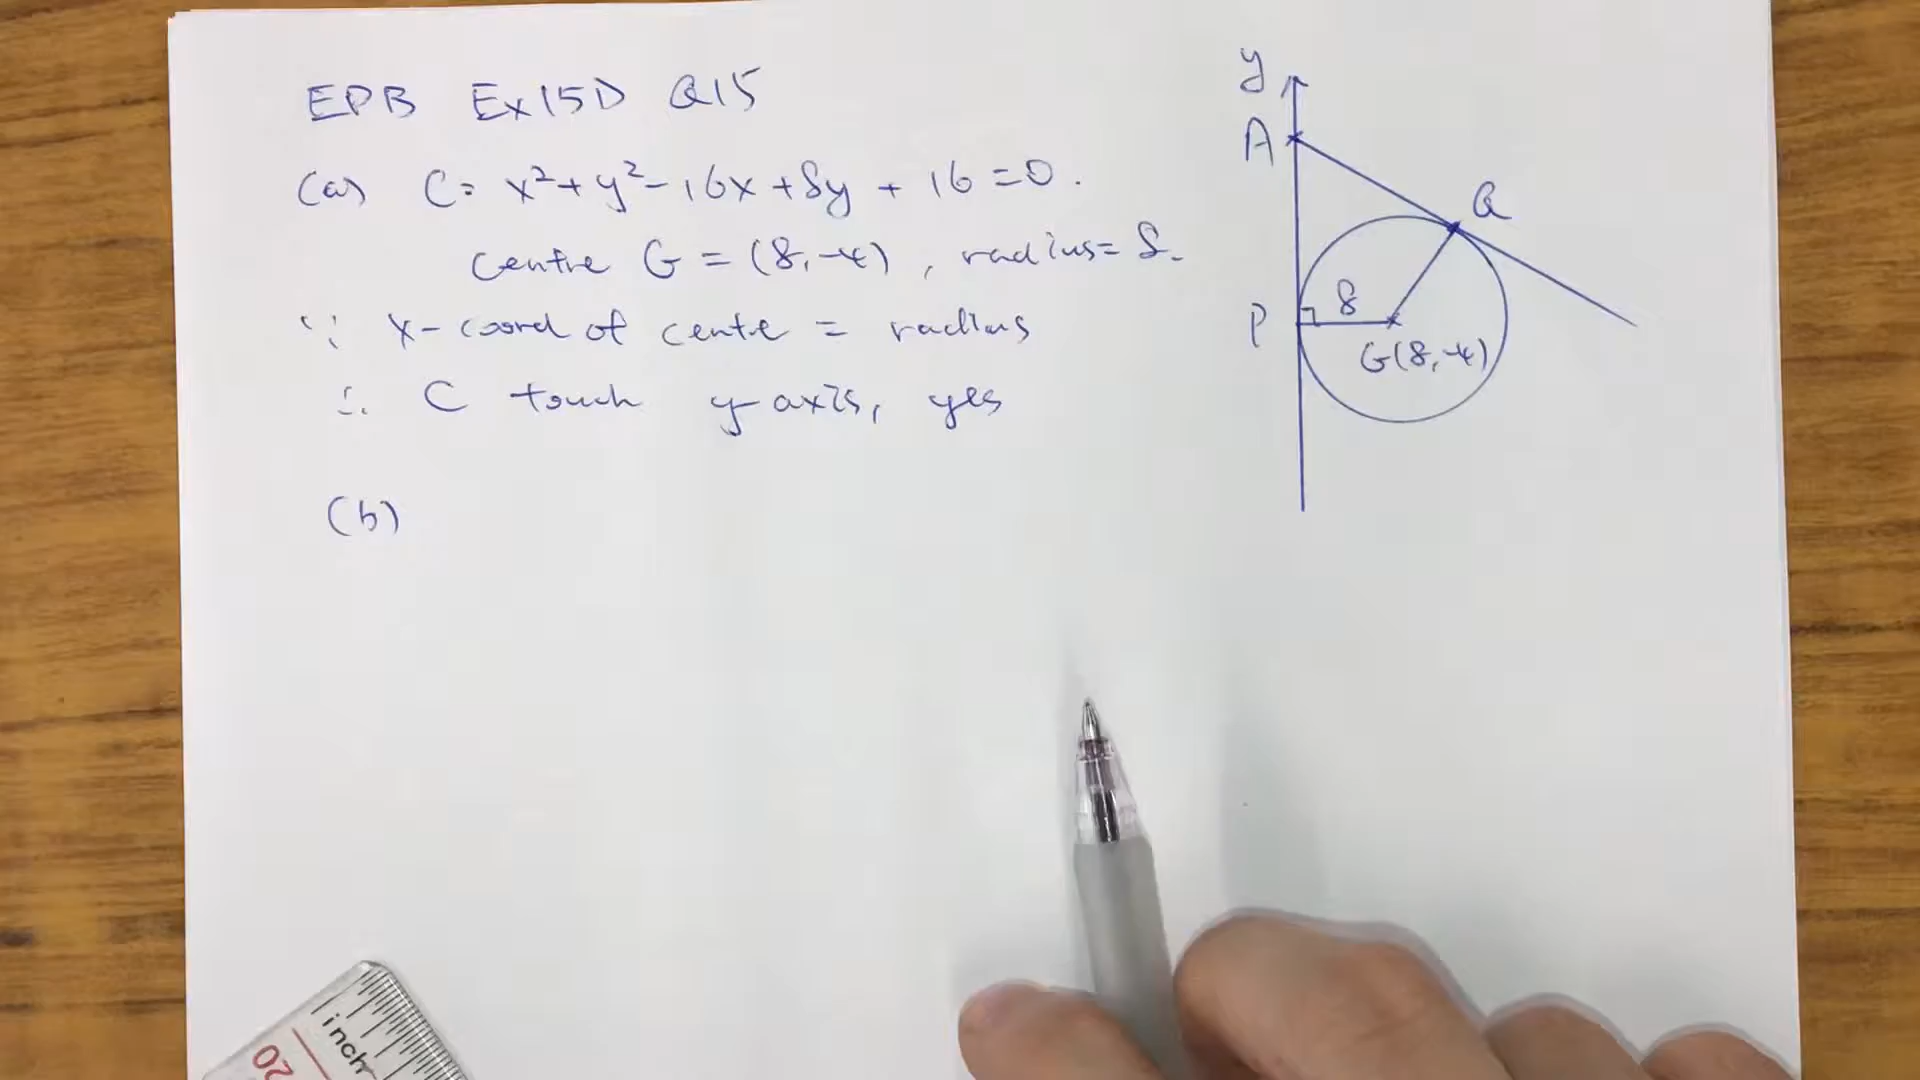 EPB Ex15D Q15
(a) C: x²+y²-16x+8y + 16 =0.
centre G = (8,-4), radius= 8.
∵ x-coord of centre = radius
∴ C touch y-axis, yes
(b)
y
A
Q
P
8
G(8,-4)
inch
20